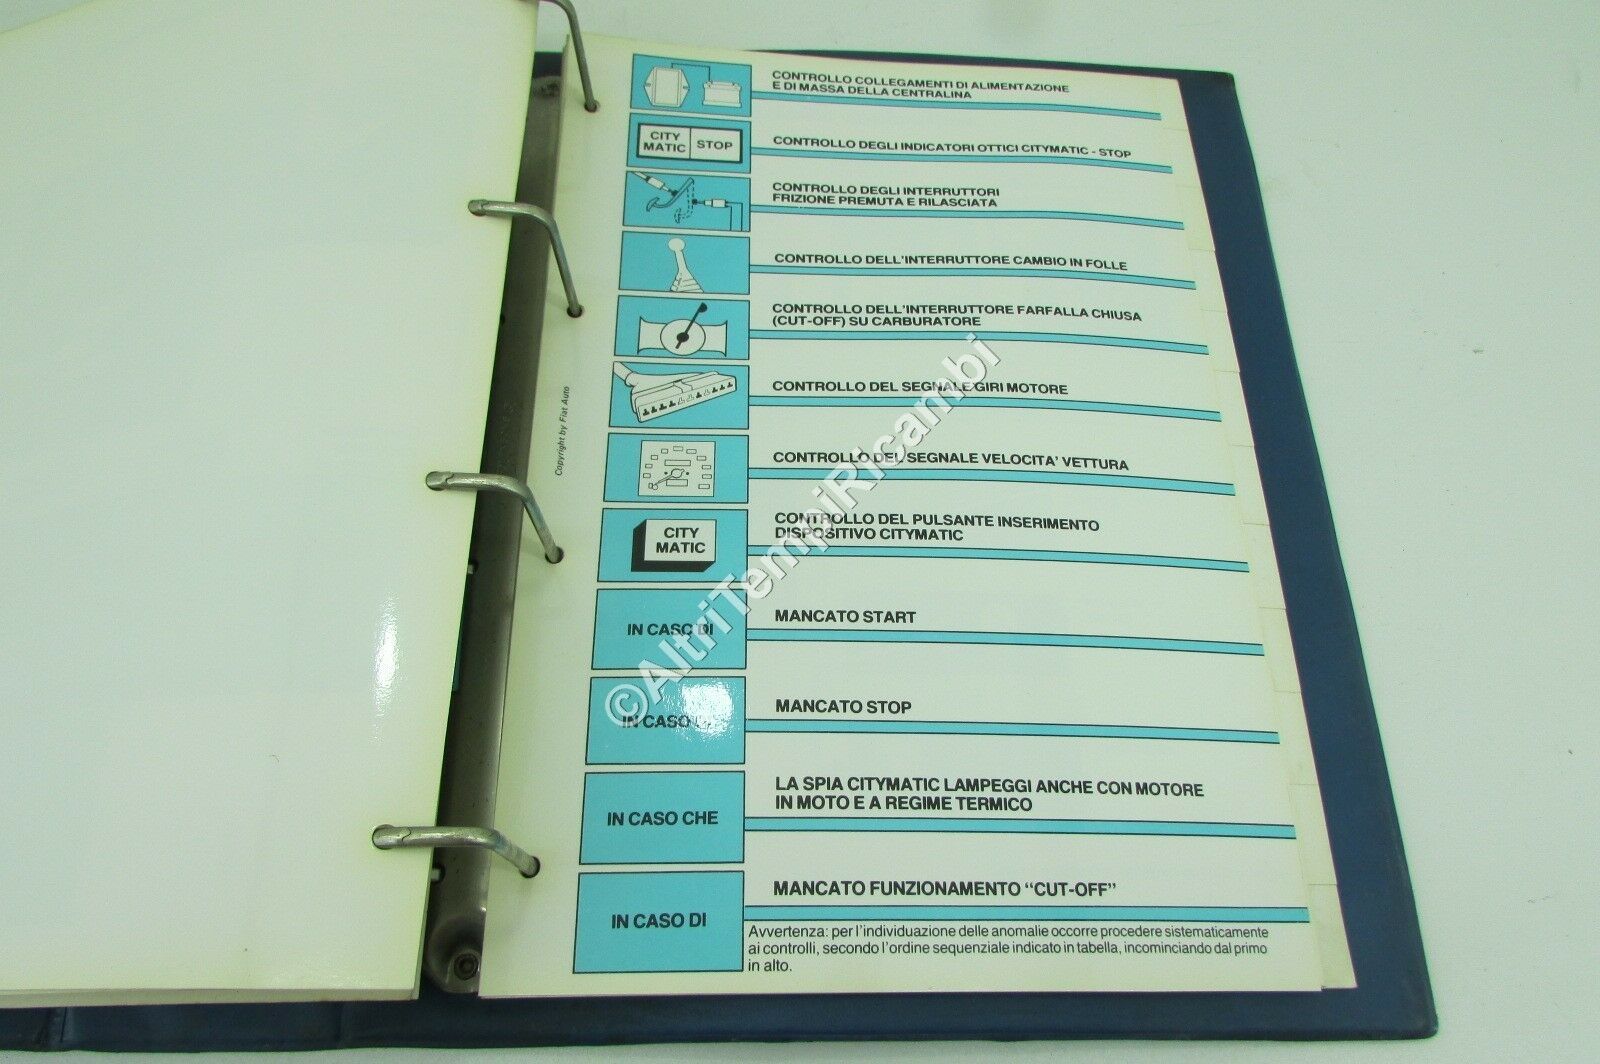 CONTROLLO COLLEGAMENTI DI ALIMENTAZIONE
E DI MASSA DELLA CENTRALINA
CITY
MATIC
STOP
CONTROLLO DEGLI INDICATORI OTTICI CITYMATIC - STOP
CONTROLLO DEGLI INTERRUTTORI
FRIZIONE PREMUTA E RILASCIATA
CONTROLLO DELL'INTERRUTTORE CAMBIO IN FOLLE
CONTROLLO DELL'INTERRUTTORE FARFALLA CHIUSA
(CUT-OFF) SU CARBURATORE
CONTROLLO DEL SEGNALE GIRI MOTORE
CONTROLLO DEL SEGNALE VELOCITA' VETTURA
CITY
MATIC
CONTROLLO DEL PULSANTE INSERIMENTO
DISPOSITIVO CITYMATIC
IN CASO DI
MANCATO START
IN CASO
MANCATO STOP
IN CASO CHE
LA SPIA CITYMATIC LAMPEGGI ANCHE CON MOTORE
IN MOTO E A REGIME TERMICO
IN CASO DI
MANCATO FUNZIONAMENTO "CUT-OFF"
Avvertenza: per l'individuazione delle anomalie occorre procedere sistematicamente
ai controlli, secondo l'ordine sequenziale indicato in tabella, incominciando dal primo
in alto.
Copyright by Fiat Auto
©AltriTempiRicambi